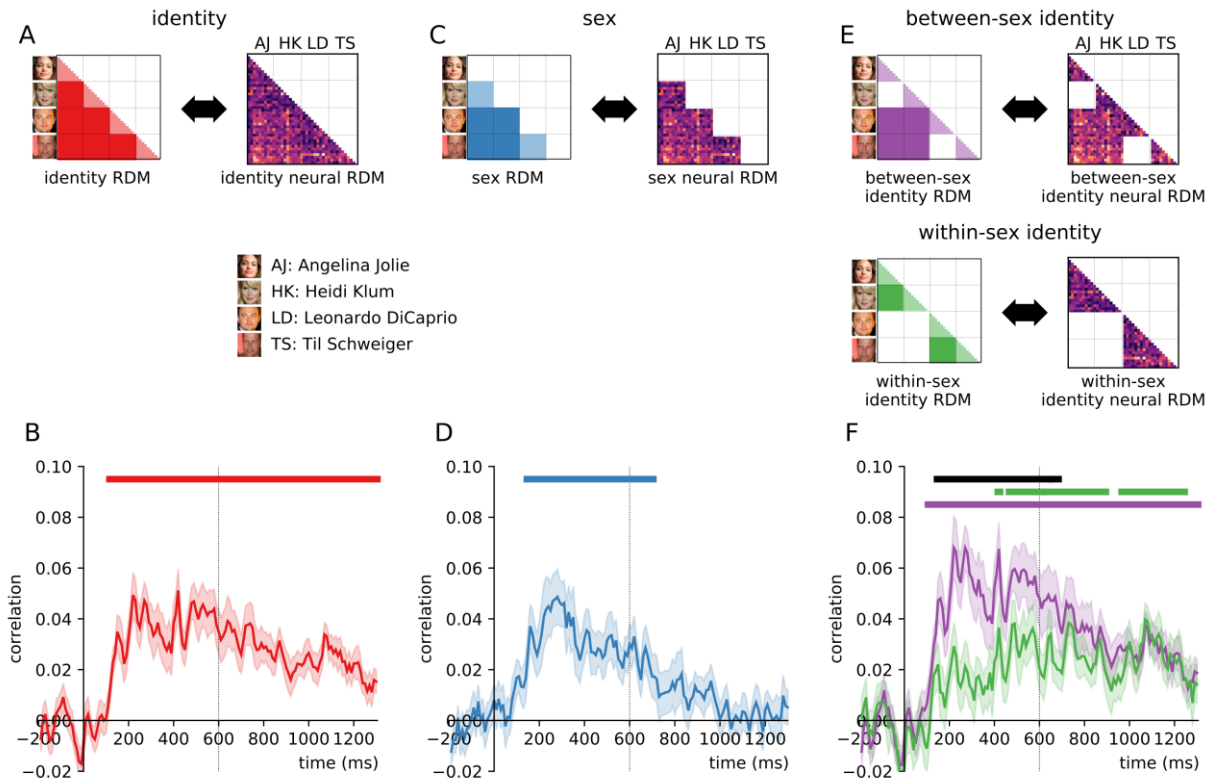 identity
sex
between-sex identity
A
AJ HK LD TS
C
AJ HK LD TS
E
AJ HK LD TS
identity RDM
identity neural RDM
sex RDM
sex neural RDM
between-sex
identity RDM
between-sex
identity neural RDM
within-sex identity
AJ: Angelina Jolie
HK: Heidi Klum
LD: Leonardo DiCaprio
TS: Til Schweiger
within-sex
identity RDM
within-sex
identity neural RDM
B
0.10
0.08
0.06
0.04
0.02
0.00
−0.02
correlation
−200 200 400 600 800 1000 1200
time (ms)
D
0.10
0.08
0.06
0.04
0.02
0.00
−0.02
correlation
−200 200 400 600 800 1000 1200
time (ms)
F
0.10
0.08
0.06
0.04
0.02
0.00
−0.02
correlation
−200 200 400 600 800 1000 1200
time (ms)